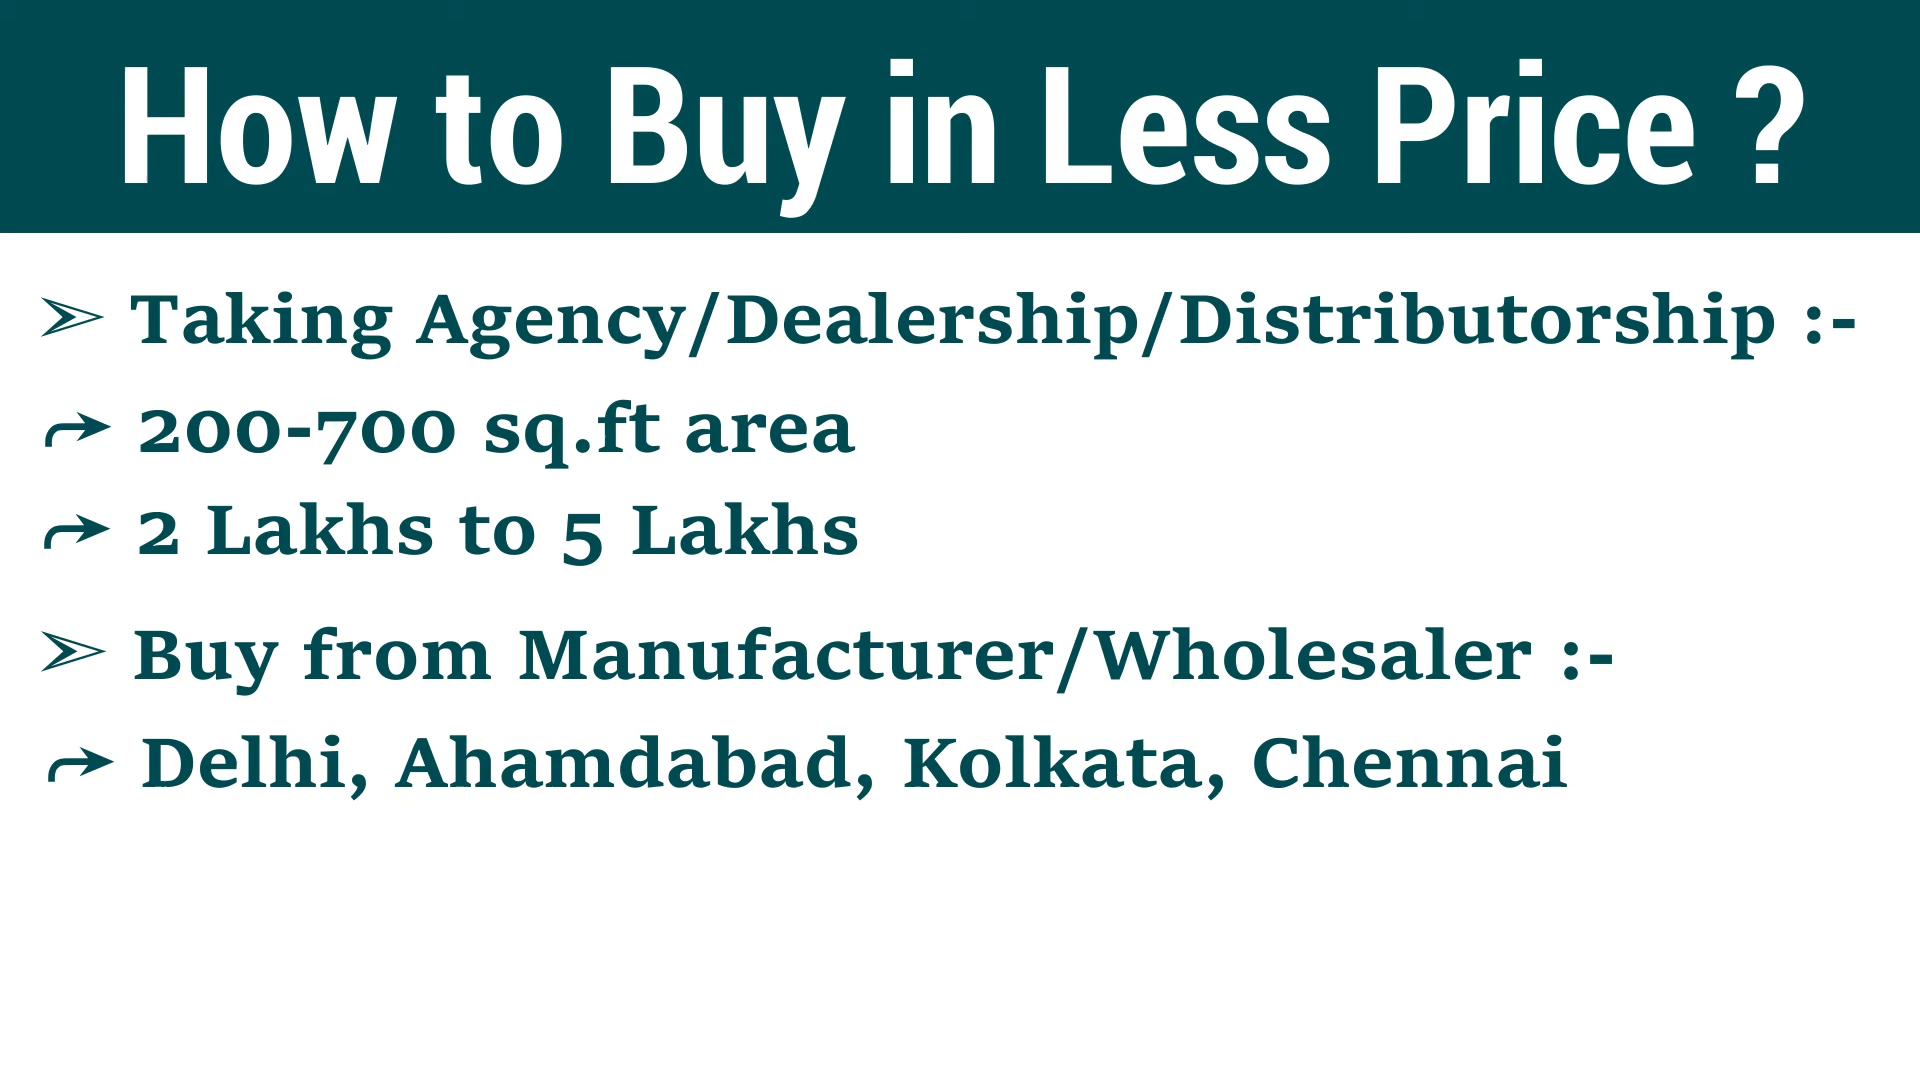 How to Buy in Less Price ?
➢ Taking Agency/Dealership/Distributorship :-
200-700 sq.ft area
2 Lakhs to 5 Lakhs
➢ Buy from Manufacturer/Wholesaler :-
Delhi, Ahamdabad, Kolkata, Chennai